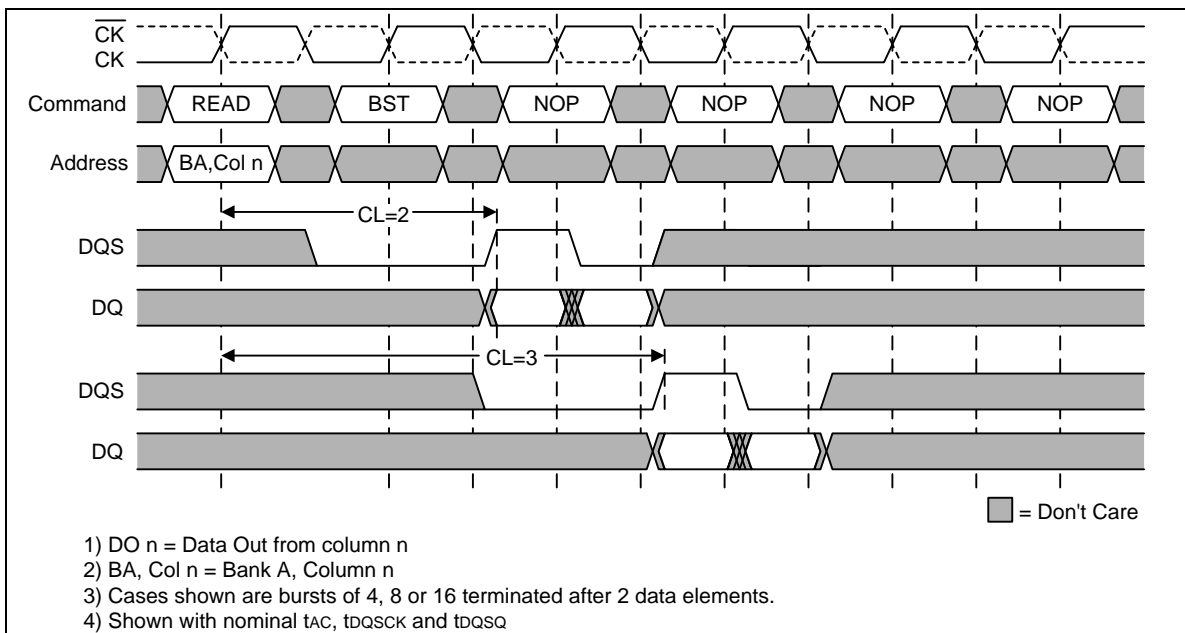 CK
CK
Command READ BST NOP NOP NOP NOP
Address BA,Col n
CL=2
DQS
DQ
CL=3
DQS
DQ
= Don't Care
1) DO n = Data Out from column n
2) BA, Col n = Bank A, Column n
3) Cases shown are bursts of 4, 8 or 16 terminated after 2 data elements.
4) Shown with nominal tAC, tDQSCK and tDQSQ